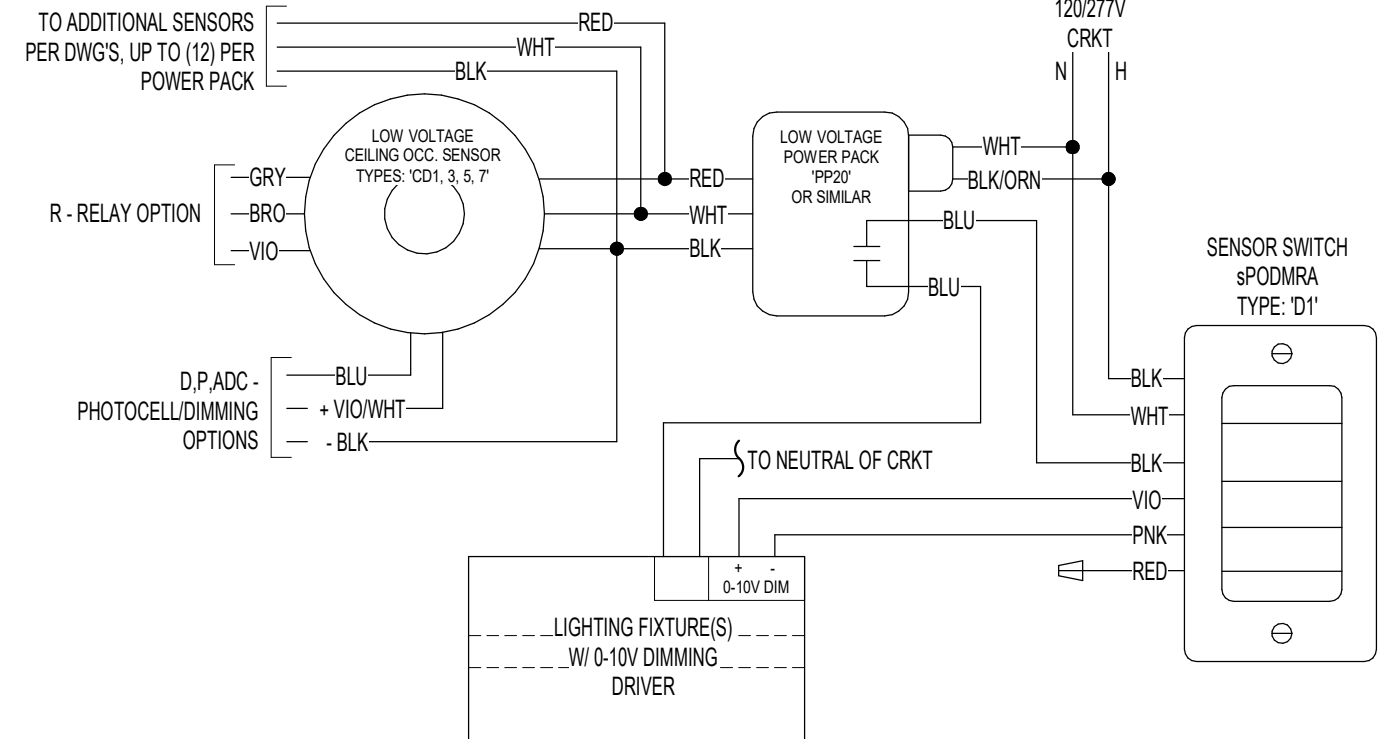 TO ADDITIONAL SENSORS
PER DWG'S, UP TO (12) PER
POWER PACK
RED
WHT
BLK
120/277V
CRKT
N
H
LOW VOLTAGE
CEILING OCC. SENSOR
TYPES: 'CD1, 3, 5, 7'
LOW VOLTAGE
POWER PACK
'PP20'
OR SIMILAR
WHT
BLK/ORN
BLU
BLU
RED
WHT
BLK
R - RELAY OPTION
GRY
BRO
VIO
SENSOR SWITCH
sPODMRA
TYPE: 'D1'
D,P,ADC -
PHOTOCELL/DIMMING
OPTIONS
BLU
+ VIO/WHT
- BLK
BLK
WHT
BLK
VIO
PNK
RED
TO NEUTRAL OF CRKT
+ -
0-10V DIM
LIGHTING FIXTURE(S)
W/ 0-10V DIMMING
DRIVER